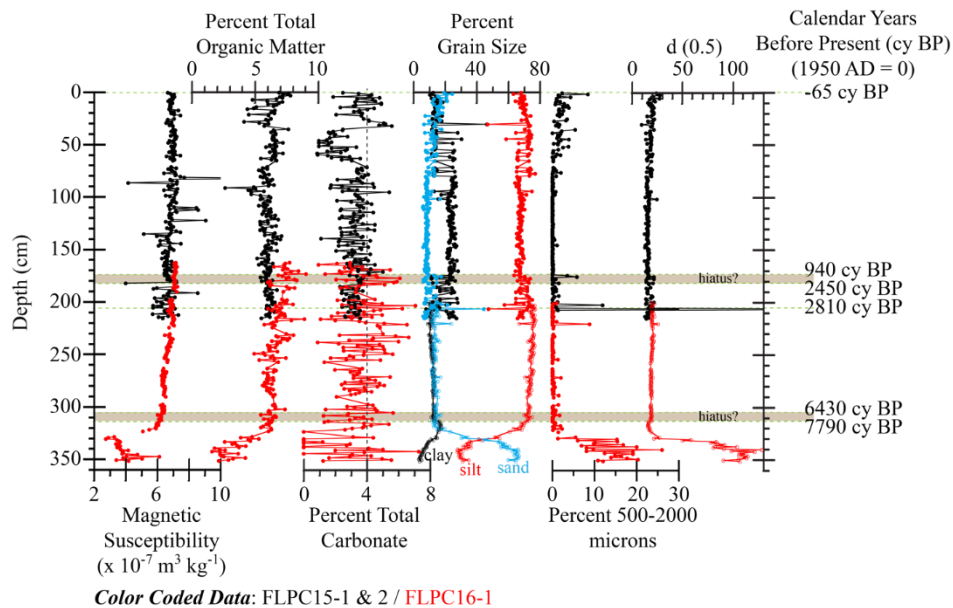 Percent Total
Organic Matter
Percent
Grain Size
d (0.5)
Calendar Years
Before Present (cy BP)
(1950 AD = 0)
0 5 10
0 40 80
0 50 100
0
50
100
150
200
250
300
350
Depth (cm)
-65 cy BP
hiatus?
940 cy BP
2450 cy BP
2810 cy BP
hiatus?
6430 cy BP
7790 cy BP
clay
silt
sand
2 6 10
0 4 8
0 10 20 30
Magnetic
Susceptibility
(x 10-7 m3 kg-1)
Percent Total
Carbonate
Percent 500-2000
microns
Color Coded Data: FLPC15-1 & 2 / FLPC16-1